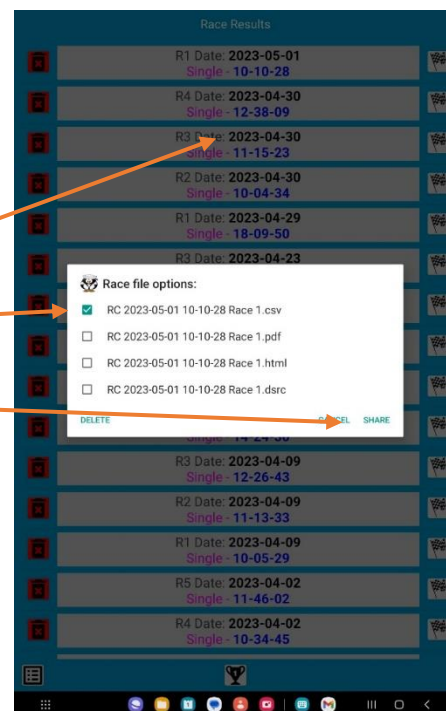 Race Results
R1 Date: 2023-05-01
Single - 10-10-28
R4 Date: 2023-04-30
Single - 12-38-09
R3 Date: 2023-04-30
Single - 11-15-23
R2 Date: 2023-04-30
Single - 10-04-34
R1 Date: 2023-04-29
Single - 18-09-50
R3 Date: 2023-04-23
Race file options:
RC 2023-05-01 10-10-28 Race 1.csv
RC 2023-05-01 10-10-28 Race 1.pdf
RC 2023-05-01 10-10-28 Race 1.html
RC 2023-05-01 10-10-28 Race 1.dsrc
DELETE CANCEL SHARE
R3 Date: 2023-04-09
Single - 12-26-43
R2 Date: 2023-04-09
Single - 11-13-33
R1 Date: 2023-04-09
Single - 10-05-29
R5 Date: 2023-04-02
Single - 11-46-02
R4 Date: 2023-04-02
Single - 10-34-45